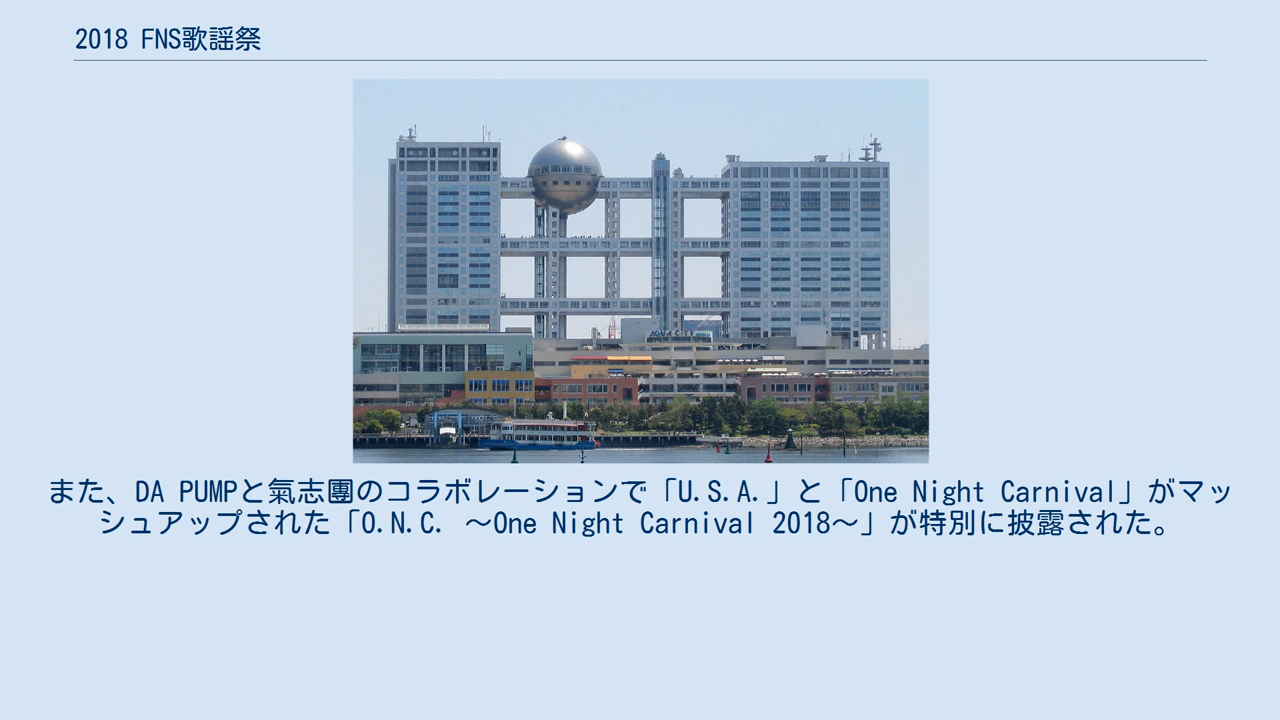 2018 FNS歌謡祭
また、DA PUMPと氣志團のコラボレーションで「U.S.A.」と「One Night Carnival」がマッ
シュアップされた「O.N.C. ～One Night Carnival 2018～」が特別に披露された。